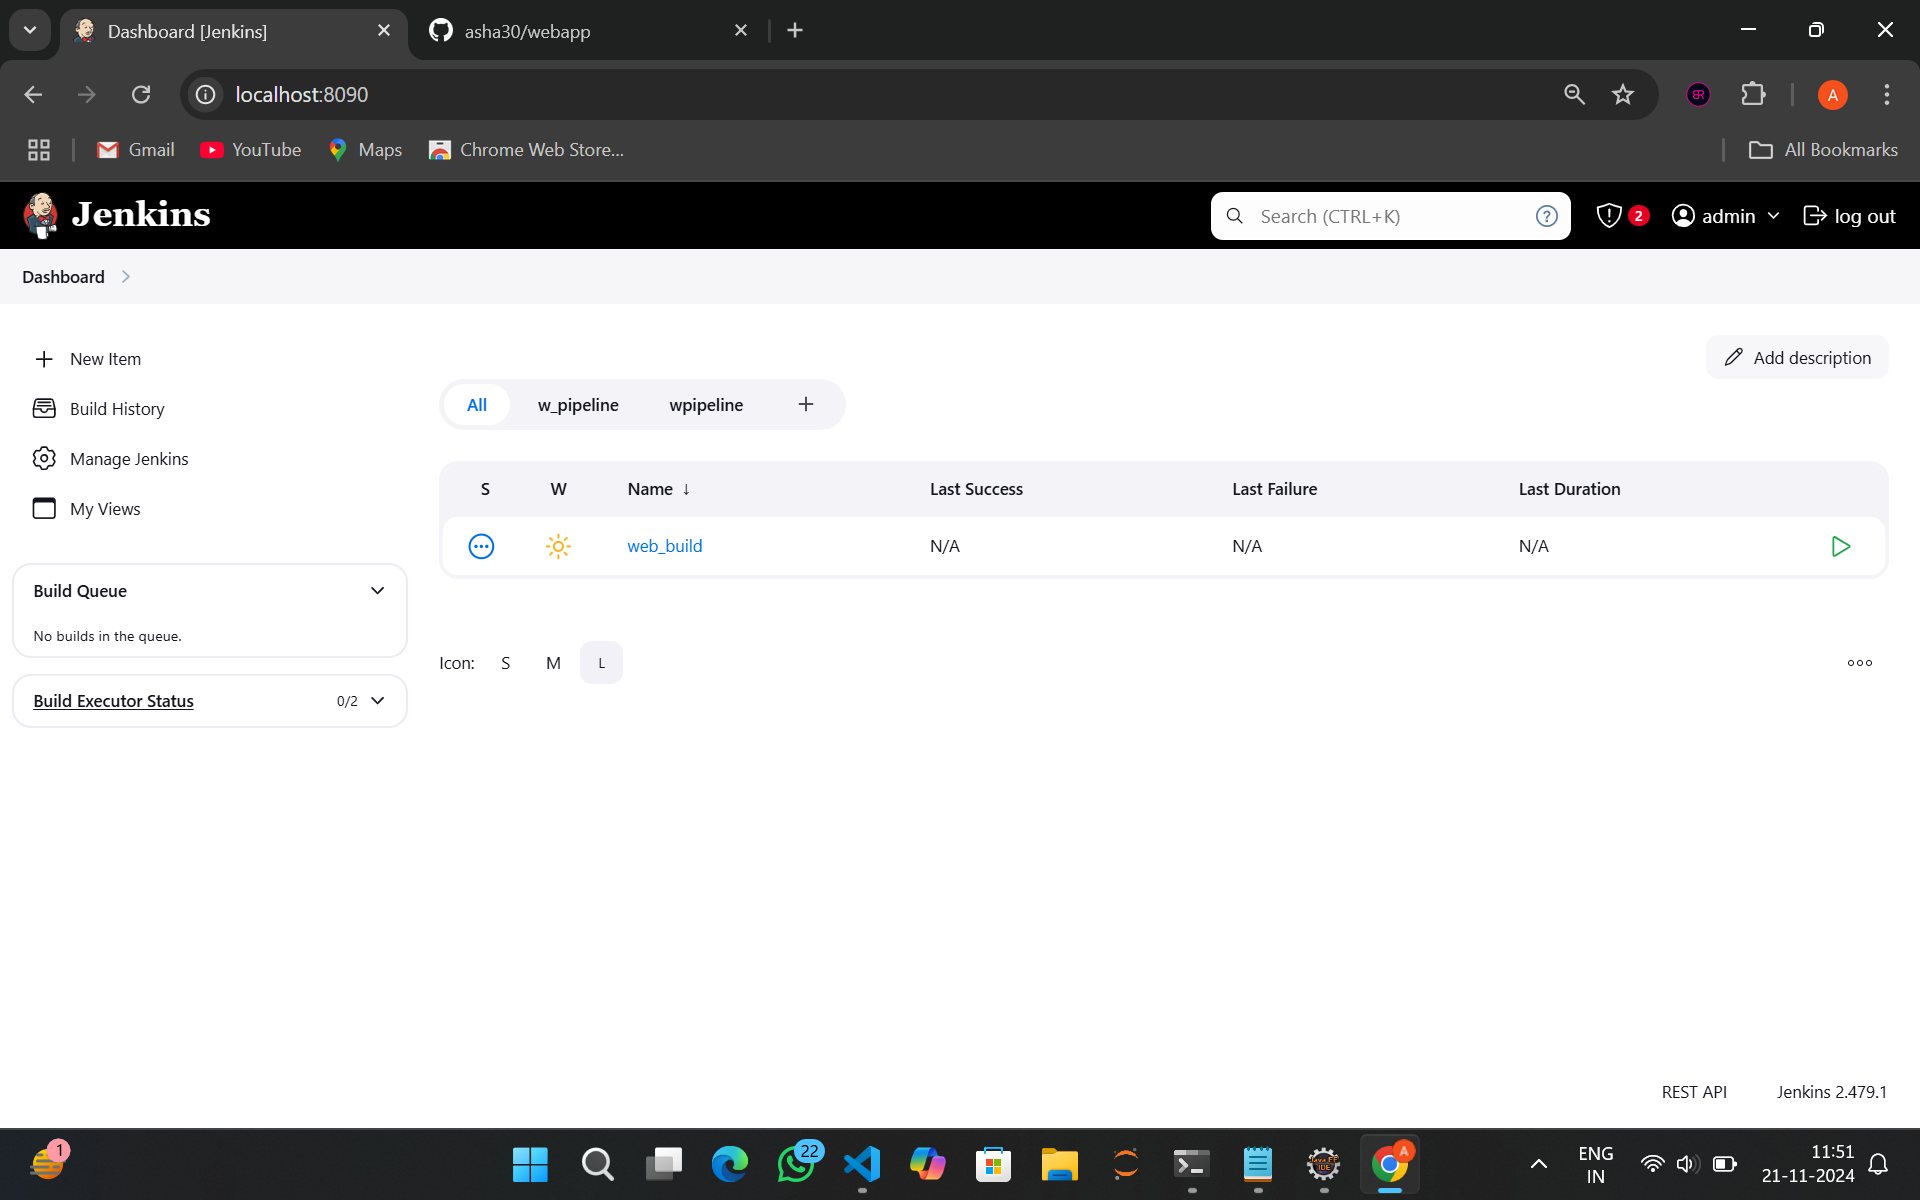 Dashboard [Jenkins]
asha30/webapp
localhost:8090
Gmail
YouTube
Maps
Chrome Web Store...
All Bookmarks
Jenkins
Search (CTRL+K)
2
admin
log out
Dashboard
New Item
Build History
Manage Jenkins
My Views
Add description
All
w_pipeline
wpipeline
S W Name ↓ Last Success Last Failure Last Duration
web_build N/A N/A N/A
Build Queue
No builds in the queue.
Build Executor Status 0/2
Icon: S M L
REST API
Jenkins 2.479.1
1
22
A
ENG
IN
11:51
21-11-2024